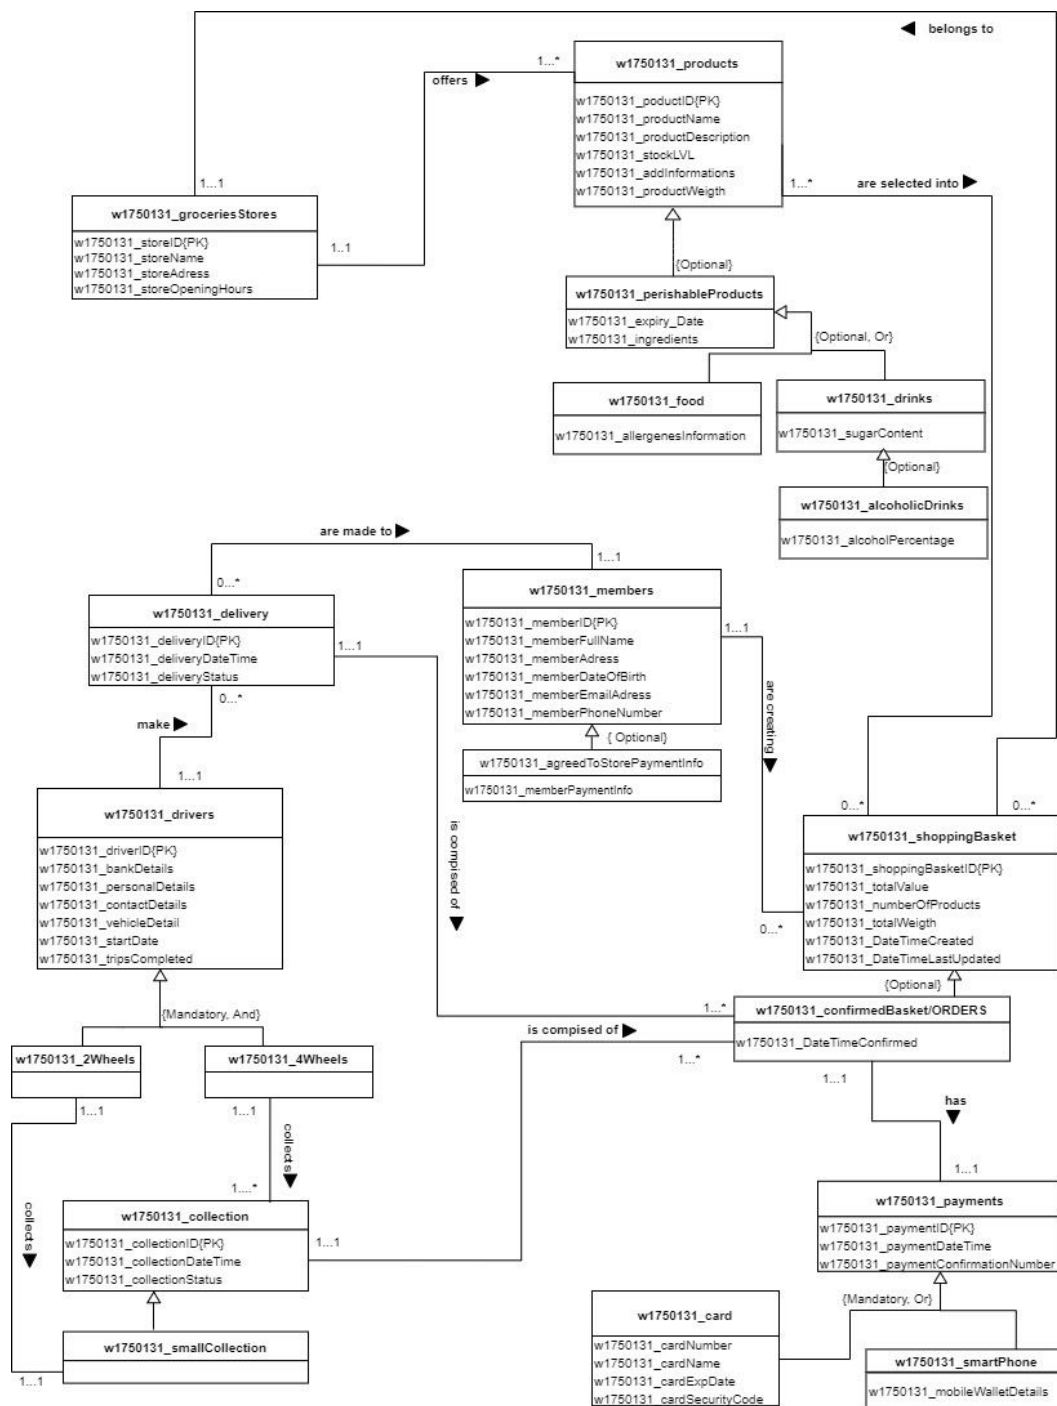 belongs to
1...*
w1750131_products
offers
w1750131_poductID{PK}
w1750131_productName
w1750131_productDescription
w1750131_stockLVL
w1750131_addInformations
w1750131_productWeigth
1...1
1...*
are selected into
w1750131_groceriesStores
w1750131_storeID{PK}
w1750131_storeName
w1750131_storeAdress
w1750131_storeOpeningHours
1..1
{Optional}
w1750131_perishableProducts
w1750131_expiry_Date
w1750131_ingredients
{Optional, Or}
w1750131_food
w1750131_allergenesInformation
w1750131_drinks
w1750131_sugarContent
{Optional}
w1750131_alcoholicDrinks
w1750131_alcoholPercentage
are made to
1...1
0...*
w1750131_delivery
w1750131_deliveryID{PK}
w1750131_deliveryDateTime
w1750131_deliveryStatus
1...1
0...*
w1750131_members
w1750131_memberID{PK}
w1750131_memberFullName
w1750131_memberAdress
w1750131_memberDateOfBirth
w1750131_memberEmailAdress
w1750131_memberPhoneNumber
1...1
are creating
{ Optional}
w1750131_agreedToStorePaymentInfo
w1750131_memberPaymentInfo
make
1...1
w1750131_drivers
w1750131_driverID{PK}
w1750131_bankDetails
w1750131_personalDetails
w1750131_contactDetails
w1750131_vehicleDetail
w1750131_startDate
w1750131_tripsCompleted
is compised of
0...*
0...*
w1750131_shoppingBasket
w1750131_shoppingBasketID{PK}
w1750131_totalValue
w1750131_numberOfProducts
w1750131_totalWeigth
w1750131_DateTimeCreated
w1750131_DateTimeLastUpdated
0...*
{Optional}
{Mandatory, And}
1...*
w1750131_confirmedBasket/ORDERS
w1750131_DateTimeConfirmed
is compised of
1...*
1...1
w1750131_2Wheels
w1750131_4Wheels
1...1
1...1
has
collects
collects
1....*
1...1
w1750131_collection
w1750131_collectionID{PK}
w1750131_collectionDateTime
w1750131_collectionStatus
1...1
w1750131_payments
w1750131_paymentID{PK}
w1750131_paymentDateTime
w1750131_paymentConfirmationNumber
{Mandatory, Or}
w1750131_smallCollection
1...1
w1750131_card
w1750131_cardNumber
w1750131_cardName
w1750131_cardExpDate
w1750131_cardSecurityCode
w1750131_smartPhone
w1750131_mobileWalletDetails